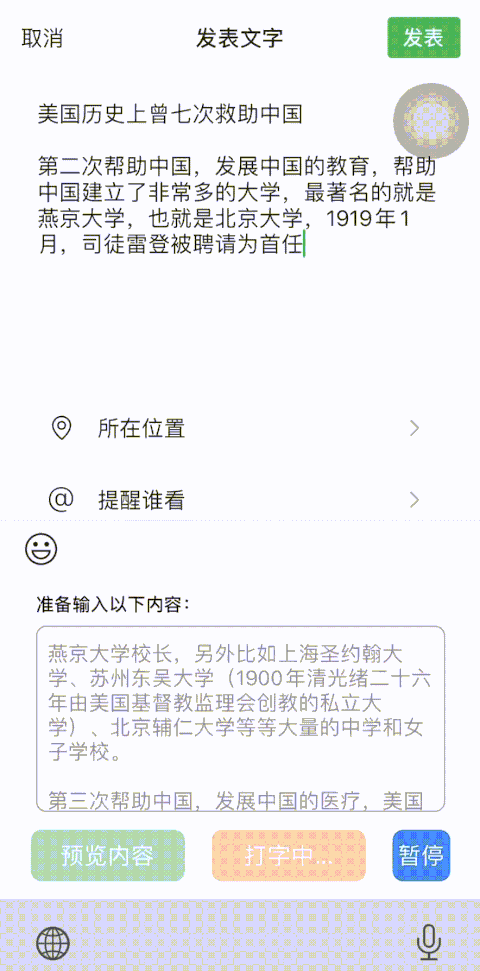 取消
发表文字
发表
美国历史上曾七次救助中国
第二次帮助中国，发展中国的教育，帮助
中国建立了非常多的大学，最著名的就是
燕京大学，也就是北京大学，1919年1
月，司徒雷登被聘请为首任
所在位置
提醒谁看
准备输入以下内容：
燕京大学校长，另外比如上海圣约翰大
学、苏州东吴大学（1900年清光绪二十六
年由美国基督教监理会创教的私立大
学）、北京辅仁大学等等大量的中学和女
子学校。
第三次帮助中国，发展中国的医疗，美国
预览内容
打字中...
暂停